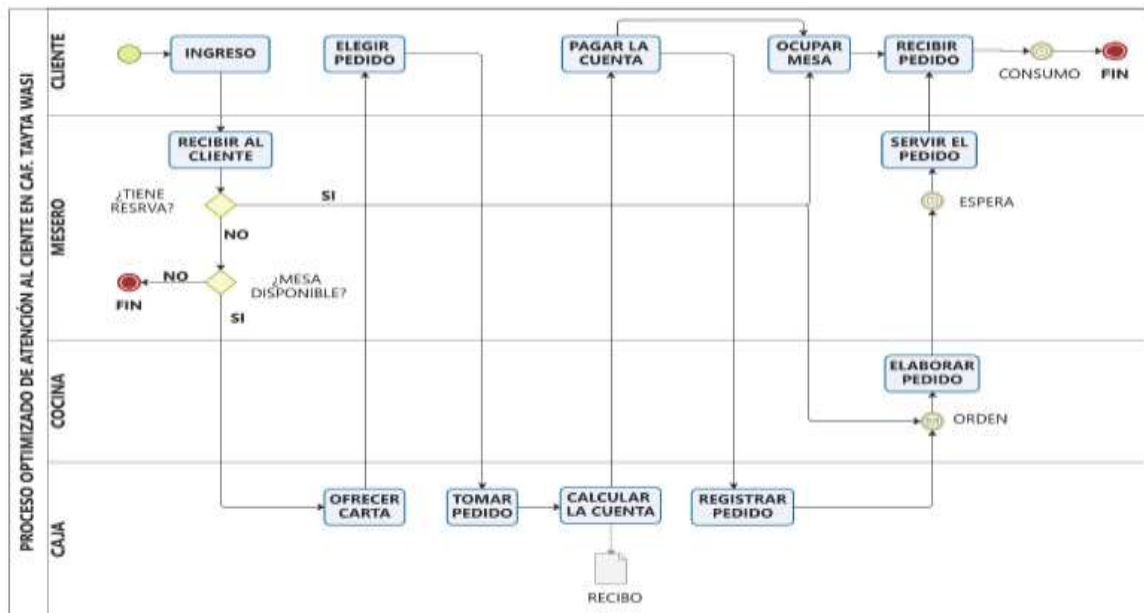 PROCESO OPTIMIZADO DE ATENCIÓN AL CIENTE EN CAF. TAYTA WASI
CLIENTE
INGRESO
ELEGIR
PEDIDO
PAGAR LA
CUENTA
OCUPAR
MESA
RECIBIR
PEDIDO
CONSUMO
FIN
MESERO
RECIBIR AL
CLIENTE
SERVIR EL
PEDIDO
¿TIENE
RESRVA?
SI
ESPERA
NO
NO
¿MESA
DISPONIBLE?
FIN
SI
COCINA
ELABORAR
PEDIDO
ORDEN
CAJA
OFRECER
CARTA
TOMAR
PEDIDO
CALCULAR
LA CUENTA
REGISTRAR
PEDIDO
RECIBO